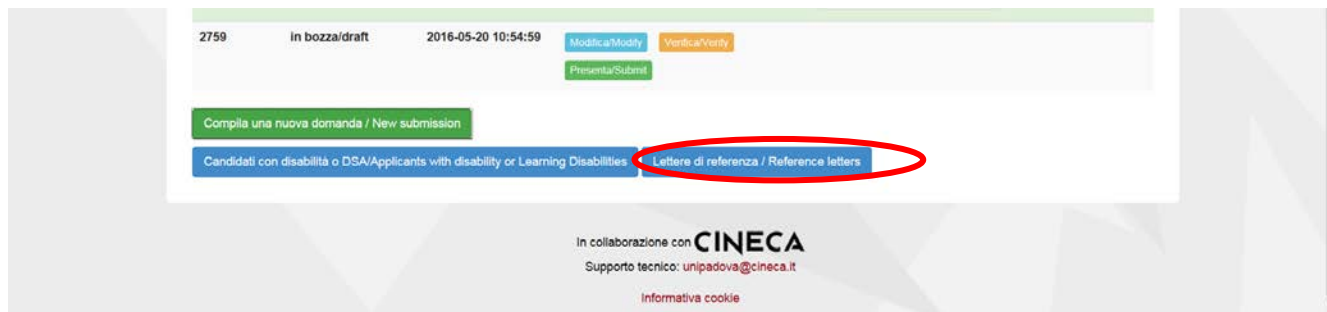 2759 in bozza/draft 2016-05-20 10:54:59 Modifica/Modify Verifica/Verify
Presenta/Submit
Compila una nuova domanda / New submission
Candidati con disabilità o DSA/Applicants with disability or Learning Disabilities Lettere di referenza / Reference letters
In collaborazione con CINECA
Supporto tecnico: unipadova@cineca.it
Informativa cookie